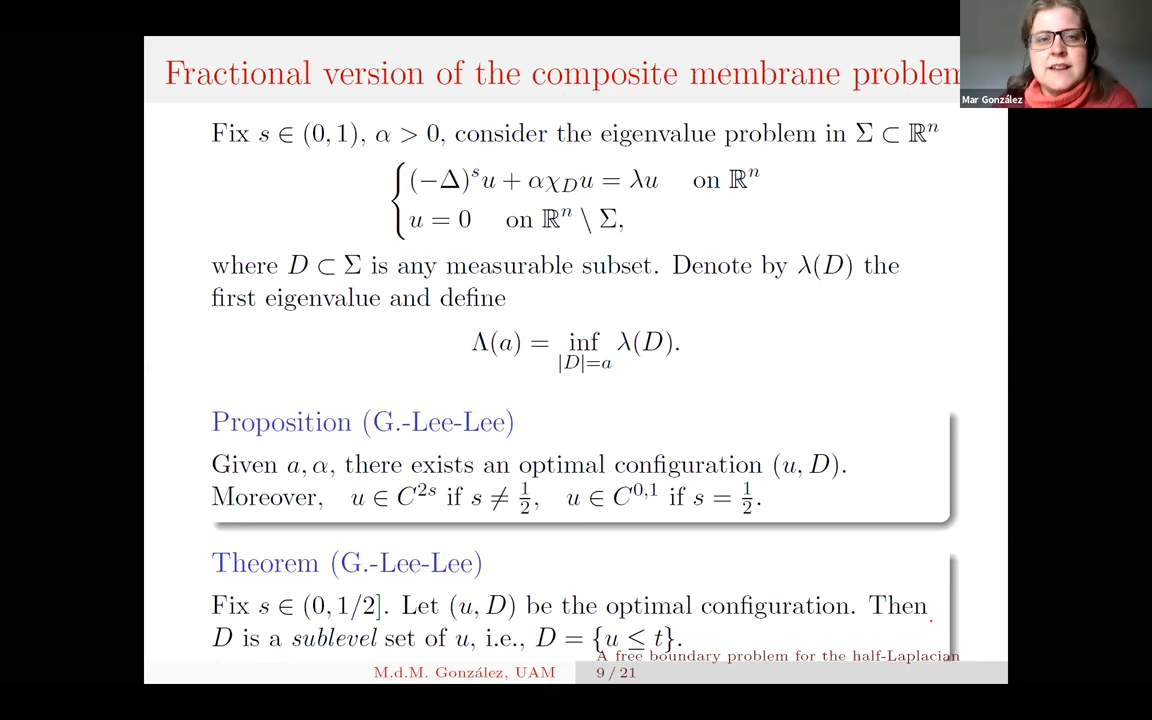 Fractional version of the composite membrane problem
Mar González
Fix s ∈ (0, 1), α > 0, consider the eigenvalue problem in Σ ⊂ ℝⁿ
(−Δ)ˢu + αχ_D u = λu on ℝⁿ
u = 0 on ℝⁿ \ Σ,
where D ⊂ Σ is any measurable subset. Denote by λ(D) the
first eigenvalue and define
Λ(a) = inf_{|D|=a} λ(D).
Proposition (G.-Lee-Lee)
Given a, α, there exists an optimal configuration (u, D).
Moreover, u ∈ C²ˢ if s ≠ 1/2, u ∈ C⁰,¹ if s = 1/2.
Theorem (G.-Lee-Lee)
Fix s ∈ (0, 1/2]. Let (u, D) be the optimal configuration. Then
D is a sublevel set of u, i.e., D = {u ≤ t}.
A free boundary problem for the half-Laplacian
M.d.M. González, UAM 9 / 21